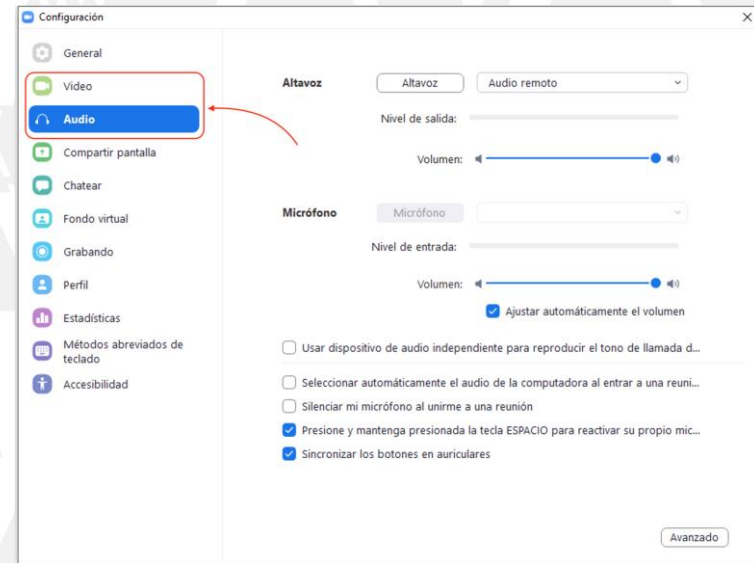 Configuración
General
Video
Audio
Compartir pantalla
Chatear
Fondo virtual
Grabando
Perfil
Estadísticas
Métodos abreviados de
teclado
Accesibilidad
Altavoz Altavoz Audio remoto
Nivel de salida:
Volumen:
Micrófono Micrófono
Nivel de entrada:
Volumen:
Ajustar automáticamente el volumen
Usar dispositivo de audio independiente para reproducir el tono de llamada d...
Seleccionar automáticamente el audio de la computadora al entrar a una reuni...
Silenciar mi micrófono al unirme a una reunión
Presione y mantenga presionada la tecla ESPACIO para reactivar su propio mic...
Sincronizar los botones en auriculares
Avanzado